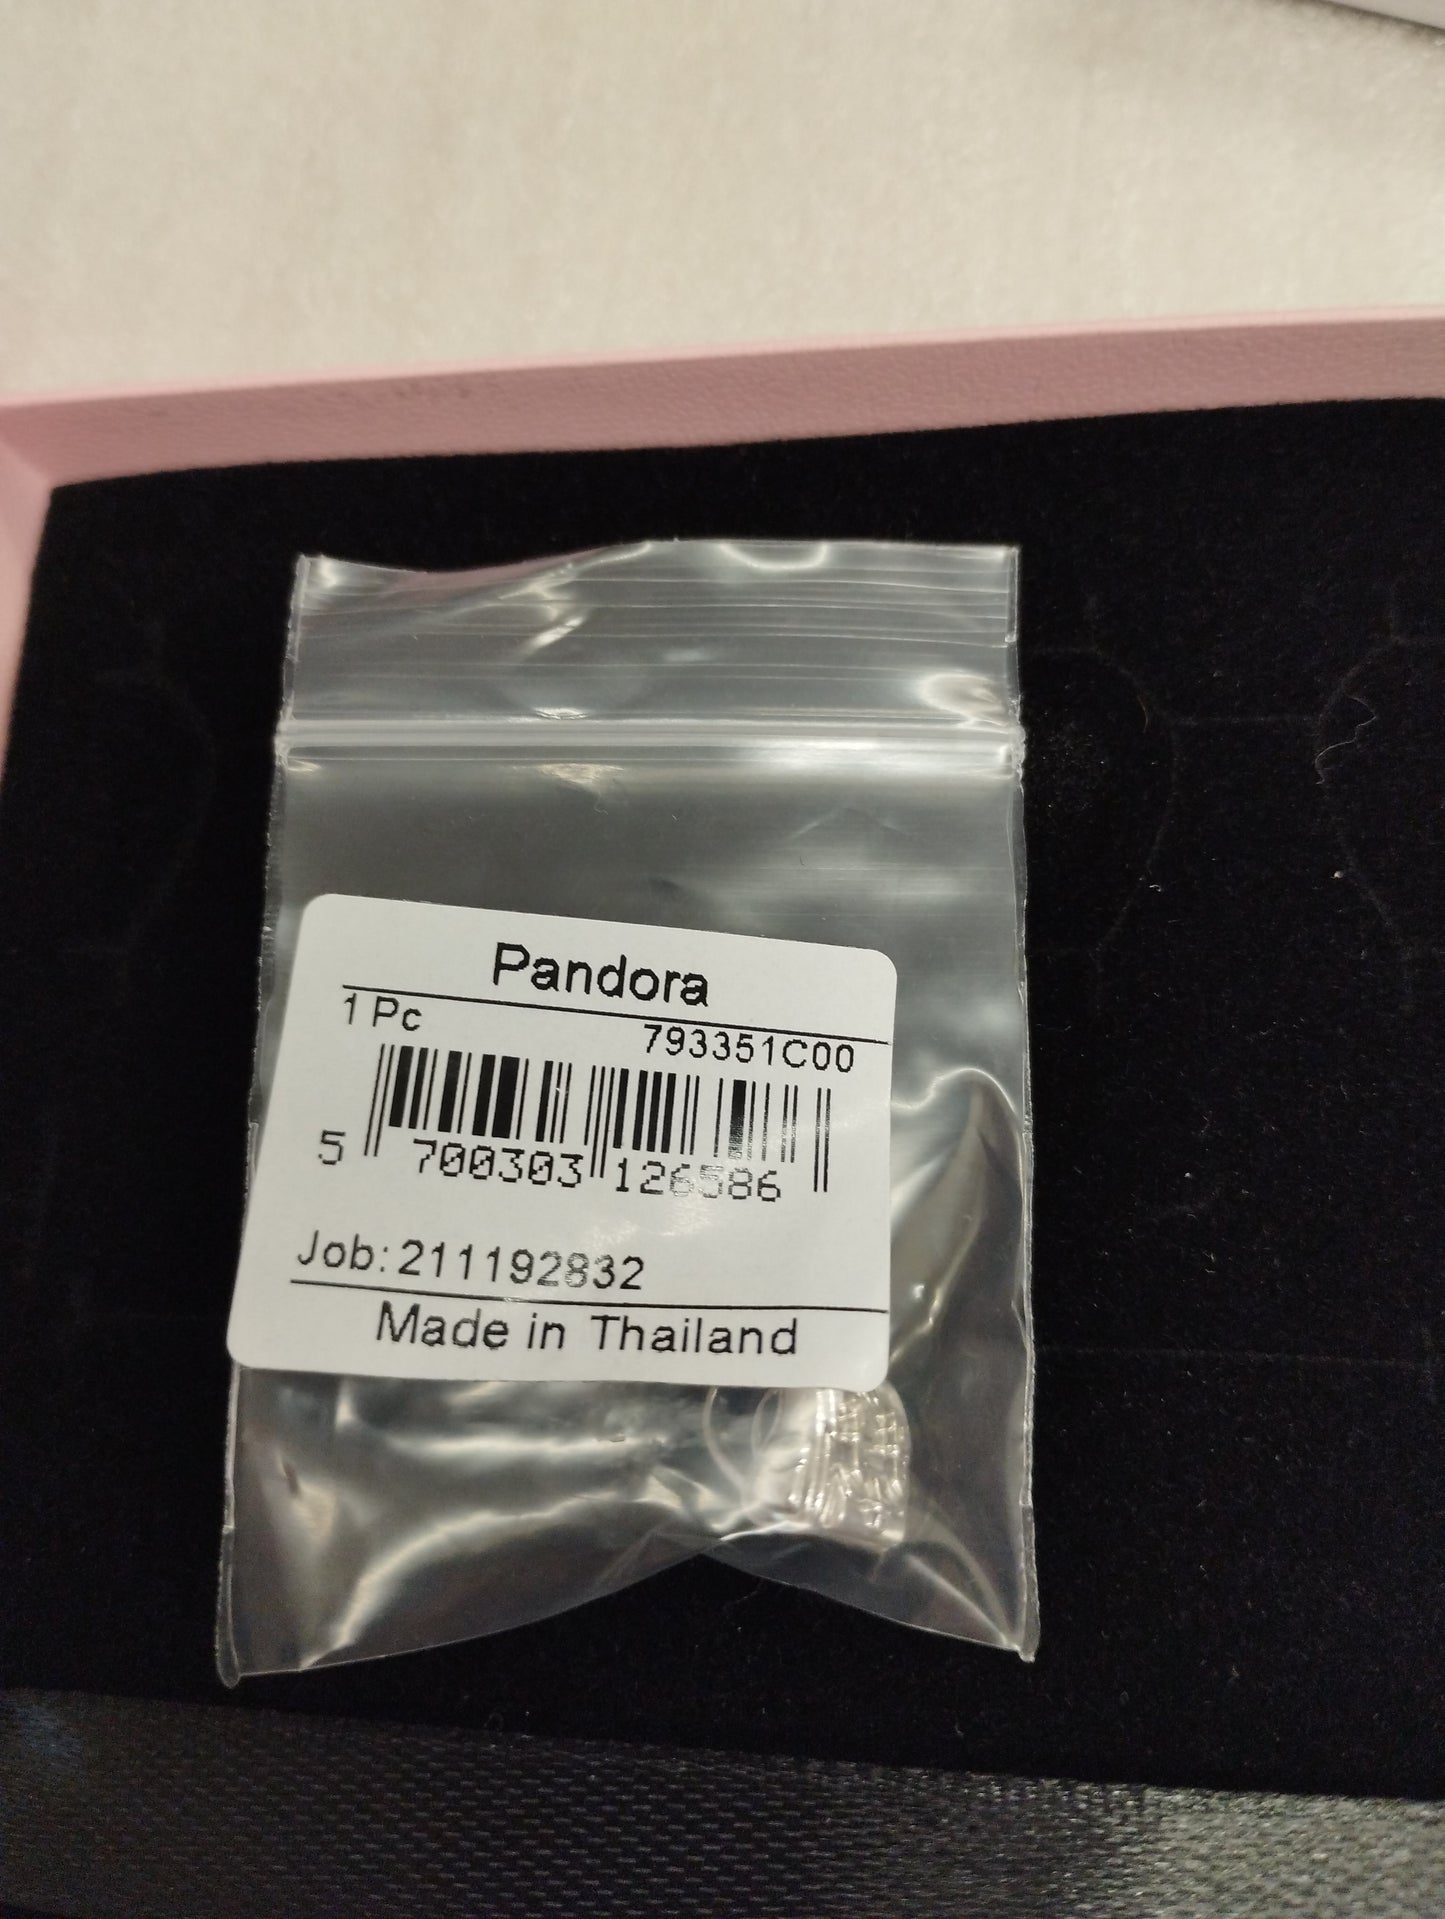 Pandora
1 Pc
793351C00
5 700303 126586
Job: 211192832
Made in Thailand